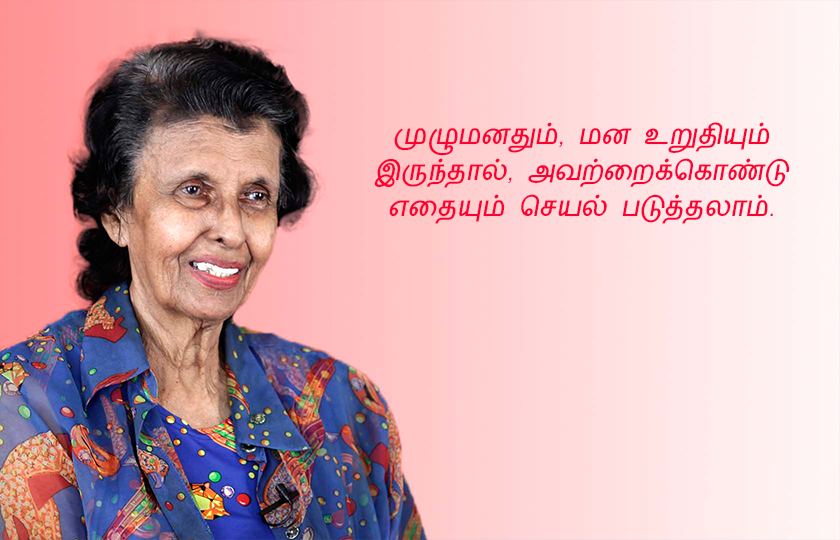 முழுமனதும், மன உறுதியும்
இருந்தால், அவற்றைக்கொண்டு
எதையும் செயல் படுத்தலாம்.